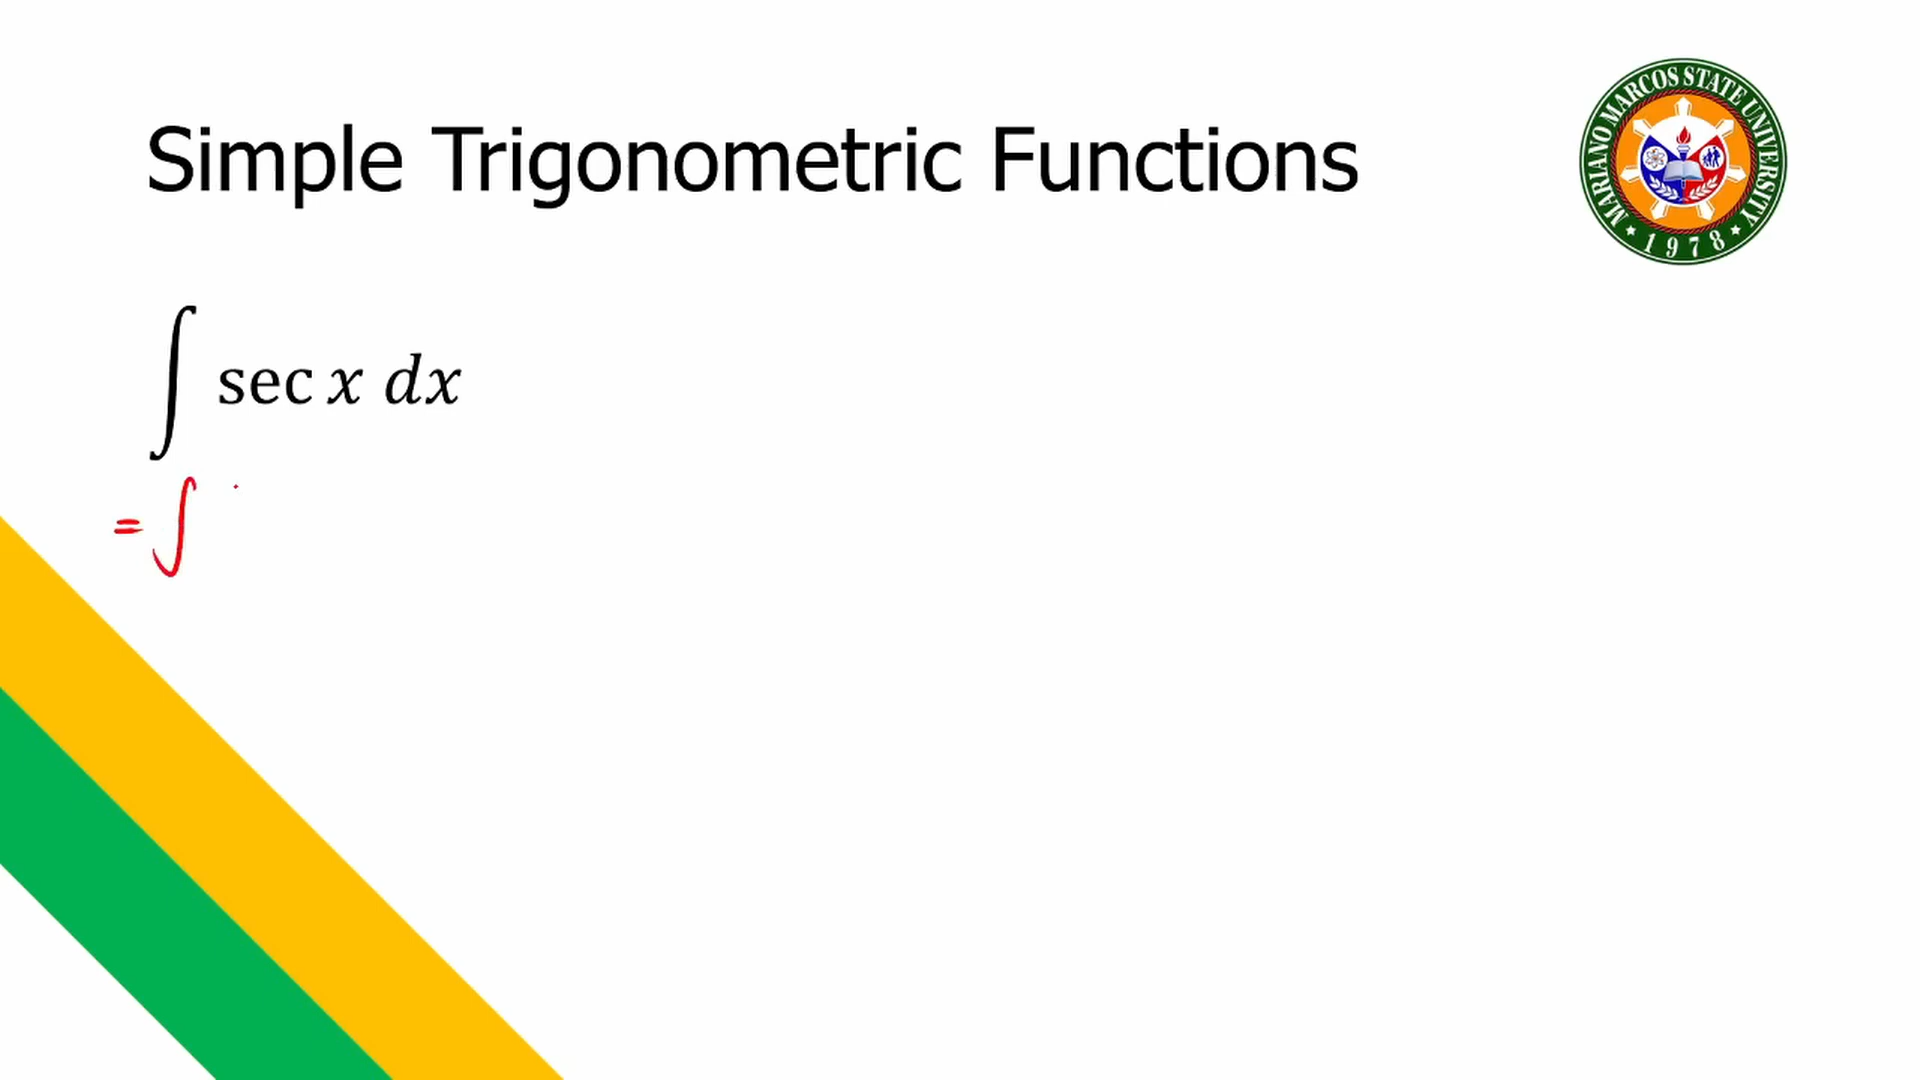 Simple Trigonometric Functions
MARIANO MARCOS STATE UNIVERSITY
1978
∫ sec x dx
= ∫